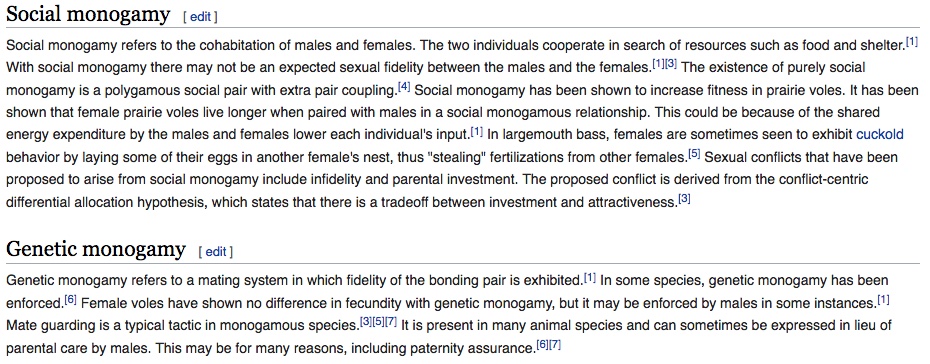 Social monogamy [ edit ]
Social monogamy refers to the cohabitation of males and females. The two individuals cooperate in search of resources such as food and shelter.[1]
With social monogamy there may not be an expected sexual fidelity between the males and the females.[1][3] The existence of purely social
monogamy is a polygamous social pair with extra pair coupling.[4] Social monogamy has been shown to increase fitness in prairie voles. It has been
shown that female prairie voles live longer when paired with males in a social monogamous relationship. This could be because of the shared
energy expenditure by the males and females lower each individual's input.[1] In largemouth bass, females are sometimes seen to exhibit cuckold
behavior by laying some of their eggs in another female's nest, thus "stealing" fertilizations from other females.[5] Sexual conflicts that have been
proposed to arise from social monogamy include infidelity and parental investment. The proposed conflict is derived from the conflict-centric
differential allocation hypothesis, which states that there is a tradeoff between investment and attractiveness.[3]
Genetic monogamy [ edit ]
Genetic monogamy refers to a mating system in which fidelity of the bonding pair is exhibited.[1] In some species, genetic monogamy has been
enforced.[6] Female voles have shown no difference in fecundity with genetic monogamy, but it may be enforced by males in some instances.[1]
Mate guarding is a typical tactic in monogamous species.[3][5][7] It is present in many animal species and can sometimes be expressed in lieu of
parental care by males. This may be for many reasons, including paternity assurance.[6][7]